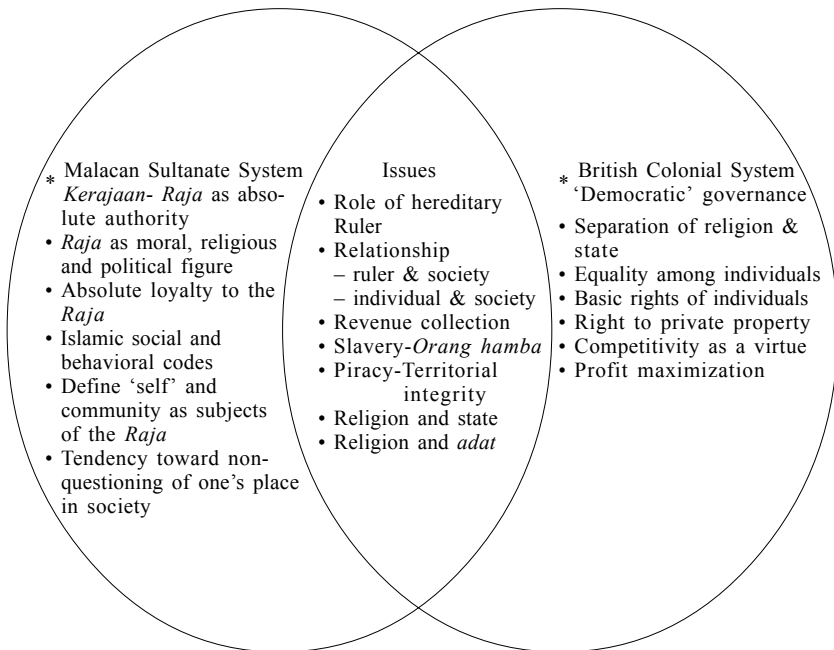 * Malacan Sultanate System
Kerajaan- Raja as abso-
lute authority
• Raja as moral, religious
and political figure
• Absolute loyalty to the
Raja
• Islamic social and
behavioral codes
• Define ‘self’ and
community as subjects
of the Raja
• Tendency toward non-
questioning of one’s place
in society
Issues
• Role of hereditary
Ruler
• Relationship
– ruler & society
– individual & society
• Revenue collection
• Slavery-Orang hamba
• Piracy-Territorial
integrity
• Religion and state
• Religion and adat
* British Colonial System
‘Democratic’ governance
• Separation of religion &
state
• Equality among individuals
• Basic rights of individuals
• Right to private property
• Competitivity as a virtue
• Profit maximization